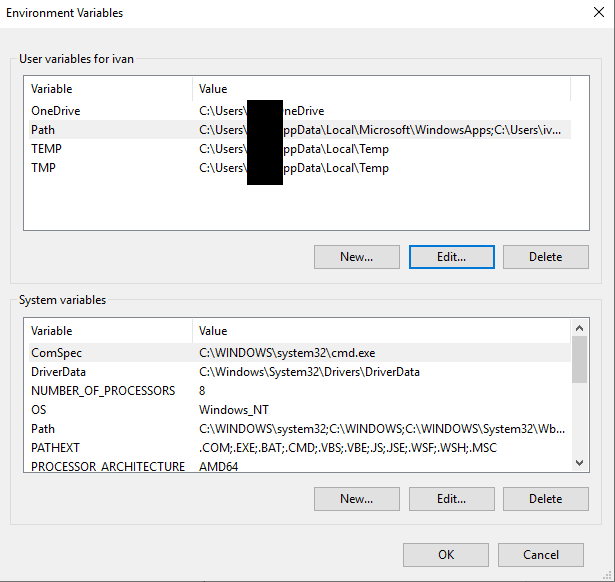 Environment Variables
User variables for ivan
Variable Value
OneDrive C:\Users\ neDrive
Path C:\Users\ ppData\Local\Microsoft\WindowsApps;C:\Users\iv...
TEMP C:\Users\ ppData\Local\Temp
TMP C:\Users\ ppData\Local\Temp
New... Edit... Delete
System variables
Variable Value
ComSpec C:\WINDOWS\system32\cmd.exe
DriverData C:\Windows\System32\Drivers\DriverData
NUMBER_OF_PROCESSORS 8
OS Windows_NT
Path C:\WINDOWS\system32;C:\WINDOWS;C:\WINDOWS\System32\Wb...
PATHEXT .COM;.EXE;.BAT;.CMD;.VBS;.VBE;.JS;.JSE;.WSF;.WSH;.MSC
PROCESSOR_ARCHITECTURE AMD64
New... Edit... Delete
OK Cancel